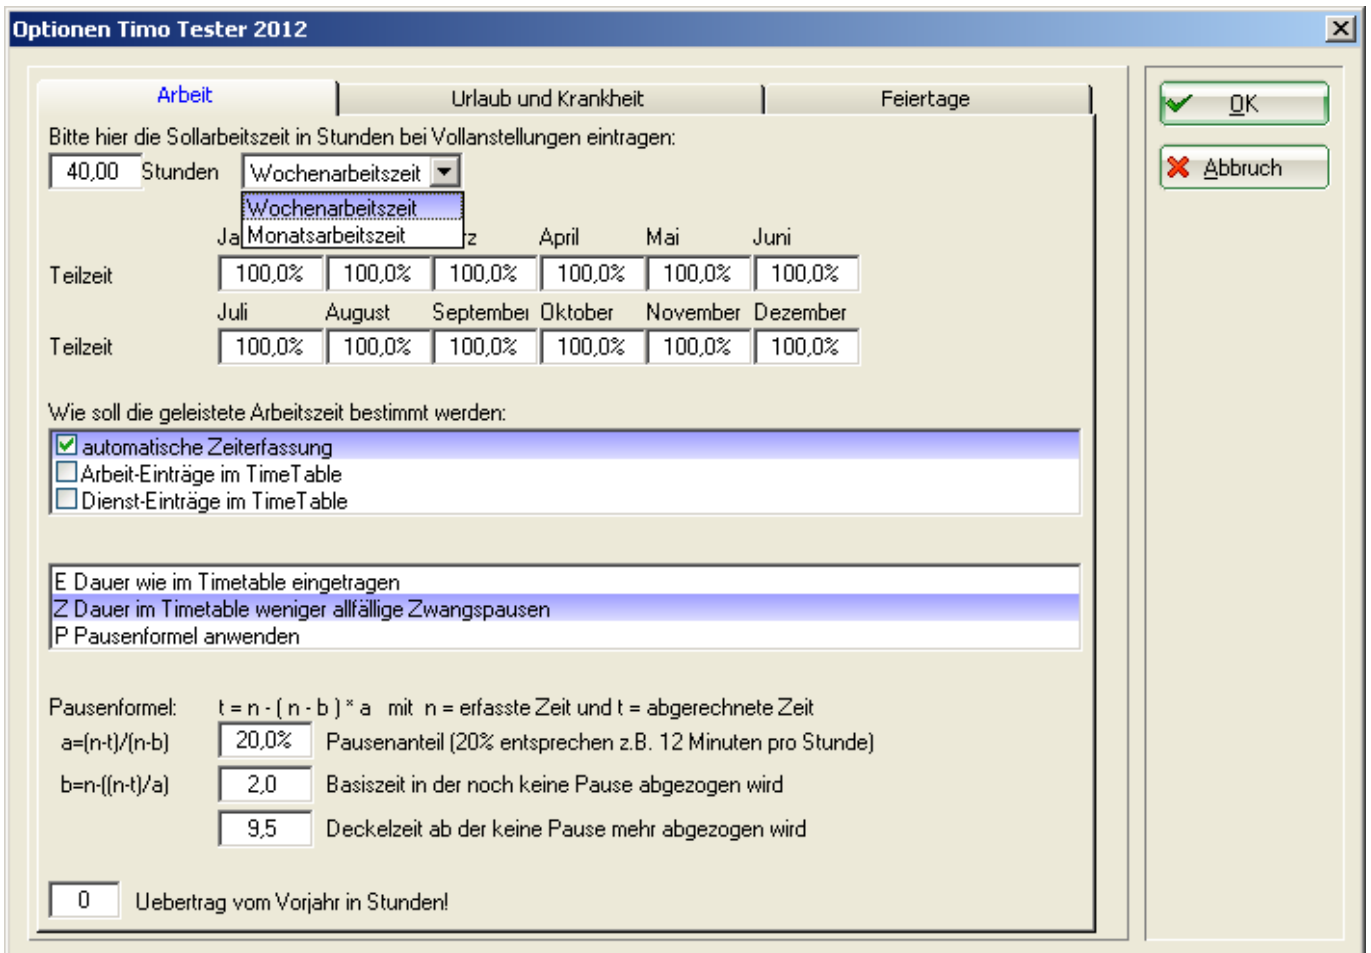 Optionen Timo Tester 2012
Arbeit Urlaub und Krankheit Feiertage
OK
Abbruch
Bitte hier die Sollarbeitszeit in Stunden bei Vollanstellungen eintragen:
40,00 Stunden Wochenarbeitszeit
Wochenarbeitszeit
Monatsarbeitszeit
Ja rz April Mai Juni
Teilzeit 100,0% 100,0% 100,0% 100,0% 100,0% 100,0%
Juli August September Oktober November Dezember
Teilzeit 100,0% 100,0% 100,0% 100,0% 100,0% 100,0%
Wie soll die geleistete Arbeitszeit bestimmt werden:
automatische Zeiterfassung
Arbeit-Einträge im TimeTable
Dienst-Einträge im TimeTable
E Dauer wie im Timetable eingetragen
Z Dauer im Timetable weniger allfällige Zwangspausen
P Pausenformel anwenden
Pausenformel: t = n - ( n - b ) * a mit n = erfasste Zeit und t = abgerechnete Zeit
a=(n-t)/(n-b) 20,0% Pausenanteil (20% entsprechen z.B. 12 Minuten pro Stunde)
b=n-((n-t)/a) 2,0 Basiszeit in der noch keine Pause abgezogen wird
9,5 Deckelzeit ab der keine Pause mehr abgezogen wird
0 Uebertrag vom Vorjahr in Stunden!